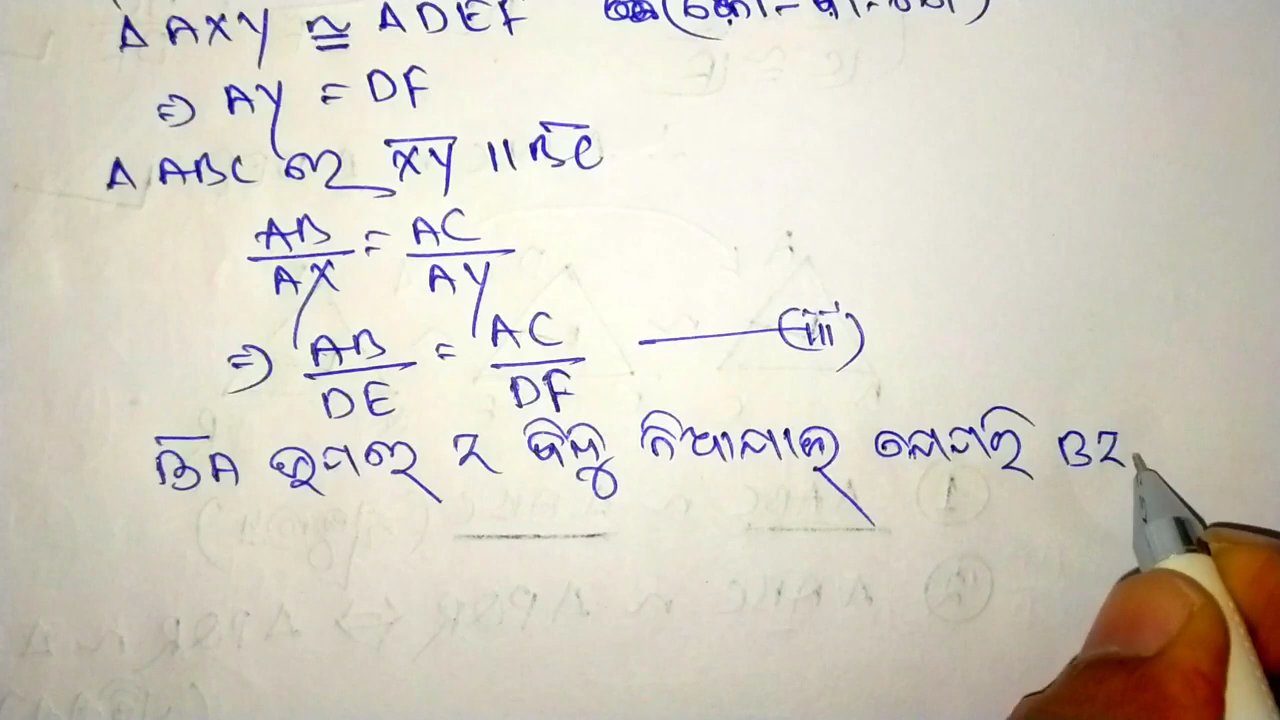 Δ AXY ≅ Δ DEF
⇒ AY = DF
Δ ABC ରେ XY || BC
AB/AX = AC/AY
⇒ AB/DE = AC/DF —— (iii)
BA ଉପରେ Z ବିନ୍ଦୁ ନିଆଯାଉ ଯେପରି BZ